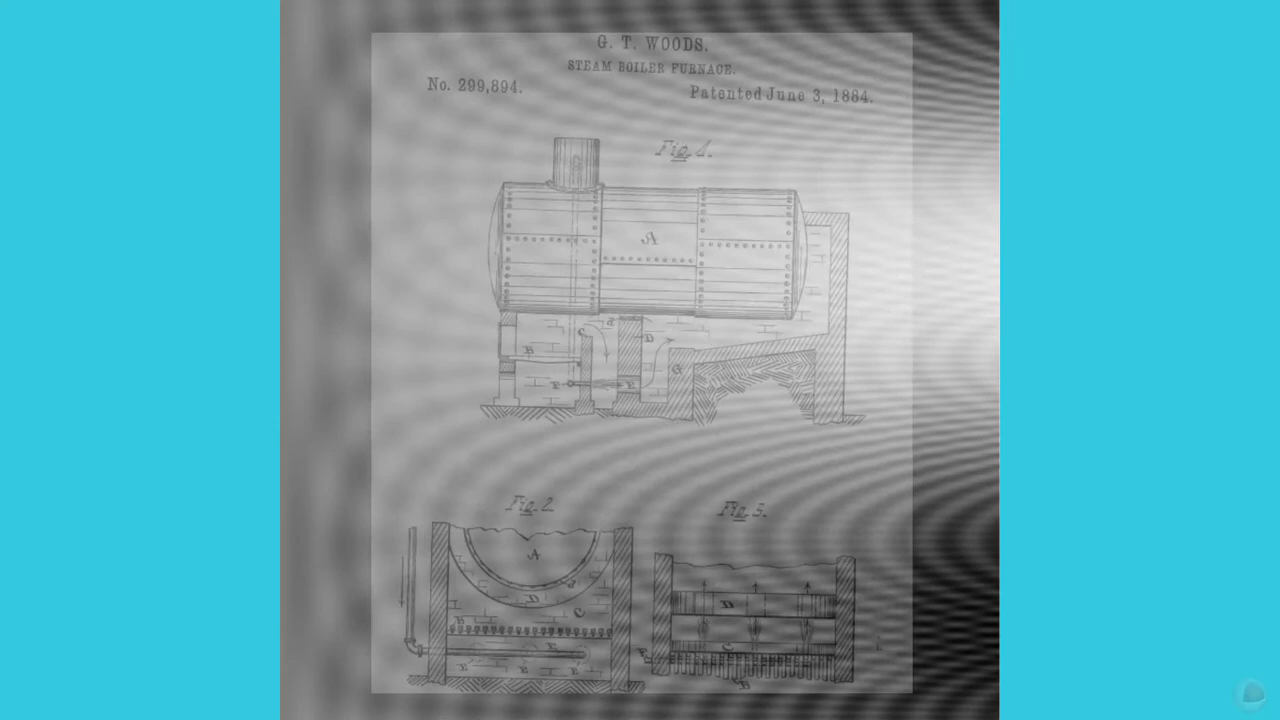 G. T. WOODS.
STEAM BOILER FURNACE.
No. 299,894.
Patented June 3, 1884.
Fig. 1.
A
C
d
D
B
G
F
E
Fig. 2.
Fig. 3.
A
D
C
B
E
E
E
E
D
C
B